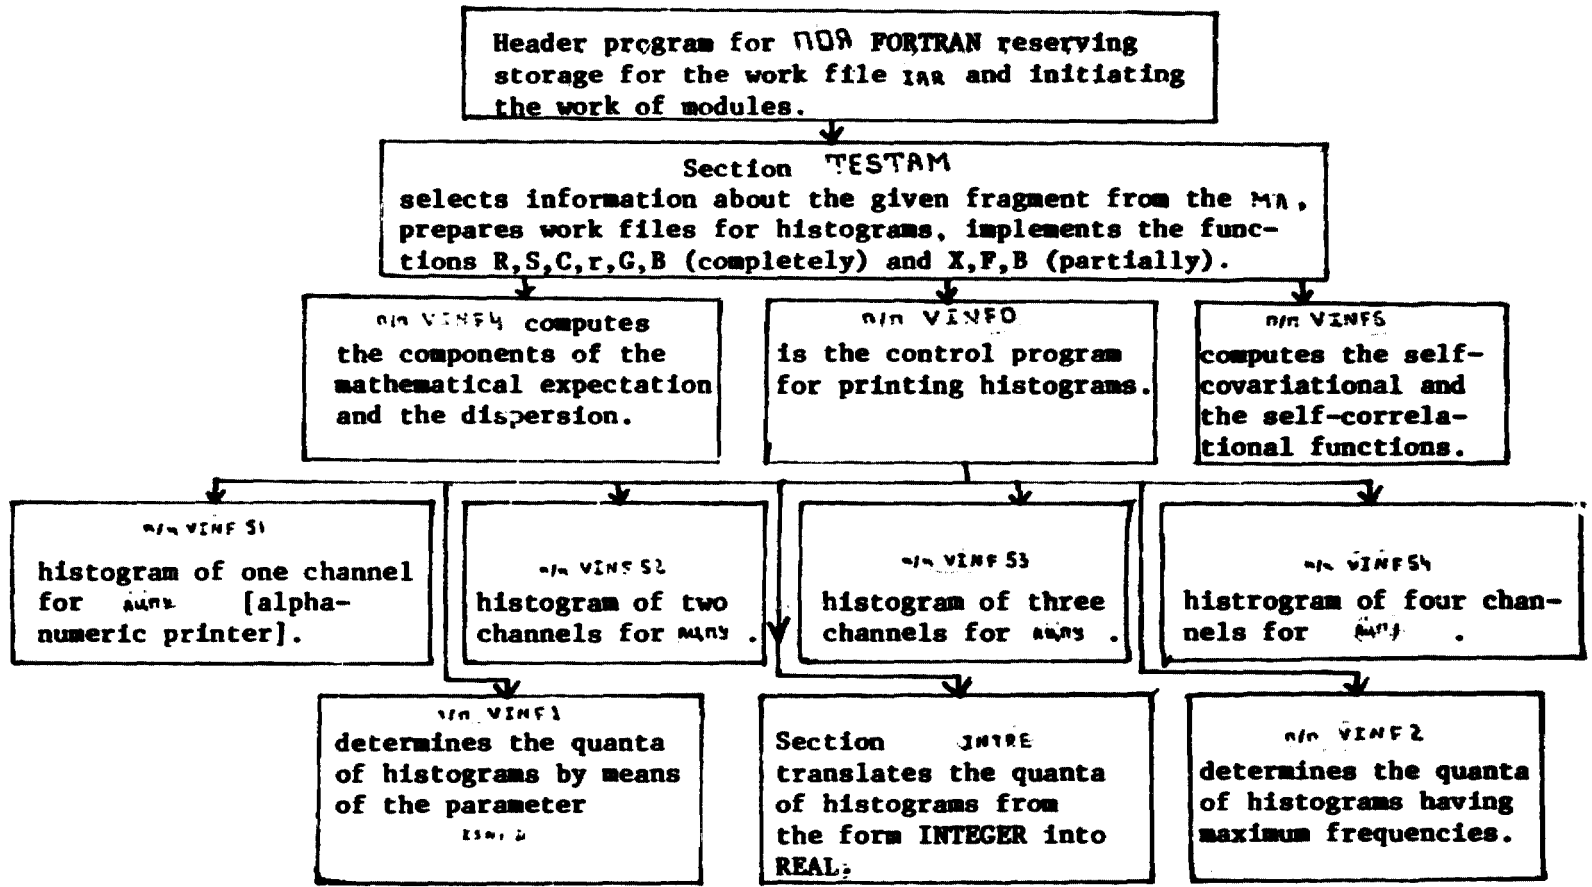 Header program for ПОЯ FORTRAN reserving
storage for the work file IAR and initiating
the work of modules.
Section TESTAM
selects information about the given fragment from the МЛ,
prepares work files for histograms, implements the func-
tions R,S,C,r,G,B (completely) and X,F,B (partially).
п/п VINF4 computes
the components of the
mathematical expectation
and the dispersion.
п/п VINFO
is the control program
for printing histograms.
п/п VINF5
computes the self-
covariational and
the self-correla-
tional functions.
п/п VINF S1
histogram of one channel
for АЦПУ [alpha-
numeric printer].
п/п VINF S2
histogram of two
channels for АЦПУ .
п/п VINF S3
histogram of three
channels for АЦПУ .
п/п VINF S4
histrogram of four chan-
nels for АЦПУ .
п/п VINF1
determines the quanta
of histograms by means
of the parameter
Section INTRE
translates the quanta
of histograms from
the form INTEGER into
REAL.
п/п VINF2
determines the quanta
of histograms having
maximum frequencies.